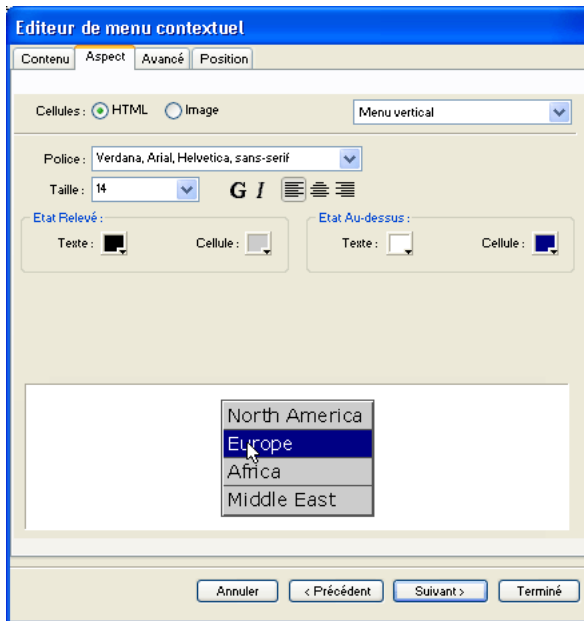 Editeur de menu contextuel
Contenu Aspect Avancé Position
Cellules : HTML Image Menu vertical
Police : Verdana, Arial, Helvetica, sans-serif
Taille : 14 G I
Etat Relevé : Etat Au-dessus :
Texte : Cellule : Texte : Cellule :
North America
Europe
Africa
Middle East
Annuler < Précédent Suivant > Terminé